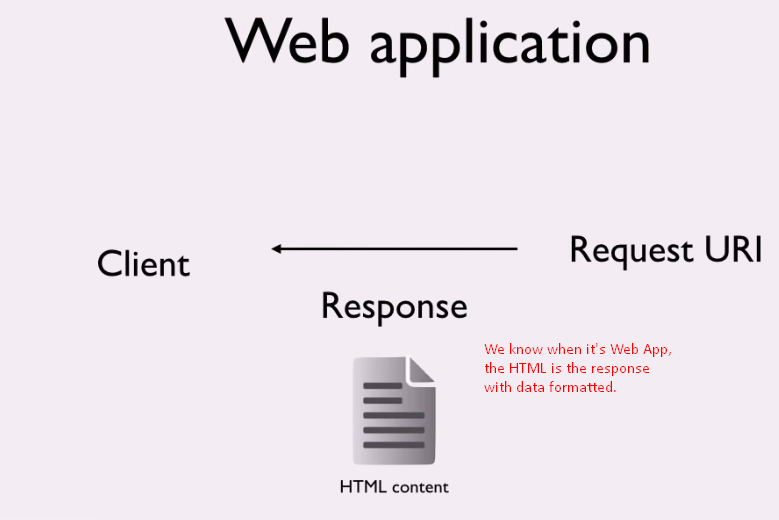 Web application
Client
Request URI
Response
We know when it's Web App,
the HTML is the response
with data formatted.
HTML content